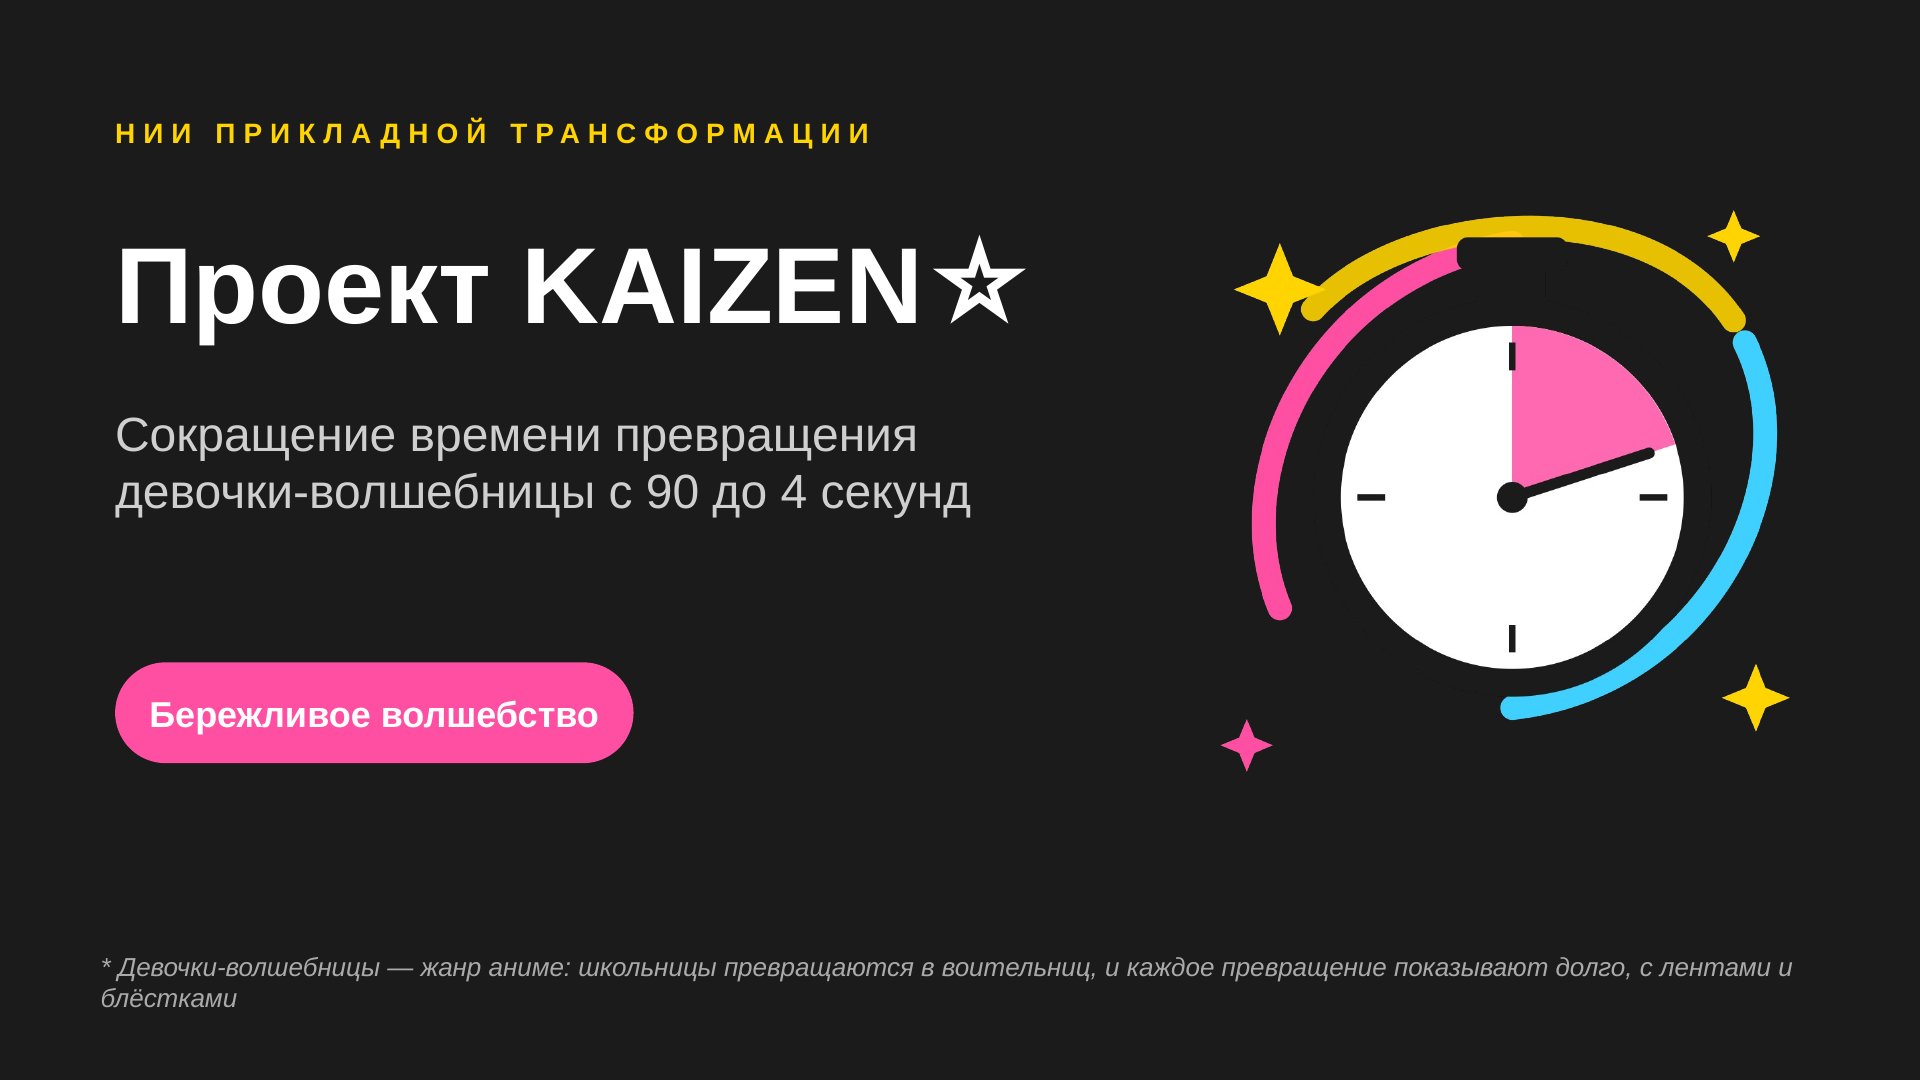 НИИ ПРИКЛАДНОЙ ТРАНСФОРМАЦИИ
Проект KAIZEN☆
Сокращение времени превращения
девочки-волшебницы с 90 до 4 секунд
Бережливое волшебство
* Девочки-волшебницы — жанр аниме: школьницы превращаются в воительниц, и каждое превращение показывают долго, с лентами и
блёстками